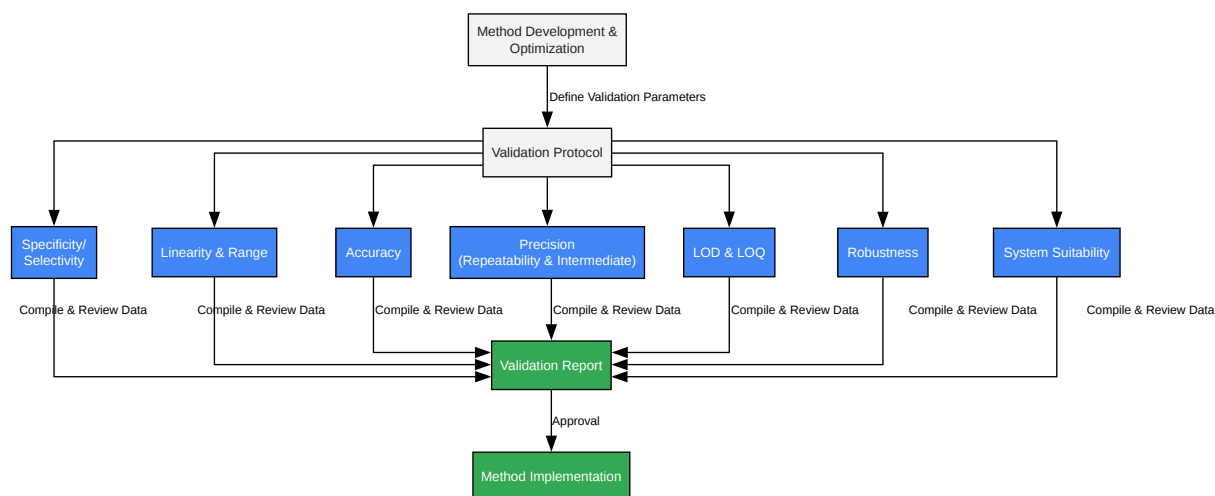 Method Development &
Optimization
Define Validation Parameters
Validation Protocol
Specificity/
Selectivity
Linearity & Range
Accuracy
Precision
(Repeatability & Intermediate)
LOD & LOQ
Robustness
System Suitability
Compile & Review Data
Compile & Review Data
Compile & Review Data
Compile & Review Data
Compile & Review Data
Compile & Review Data
Compile & Review Data
Validation Report
Approval
Method Implementation